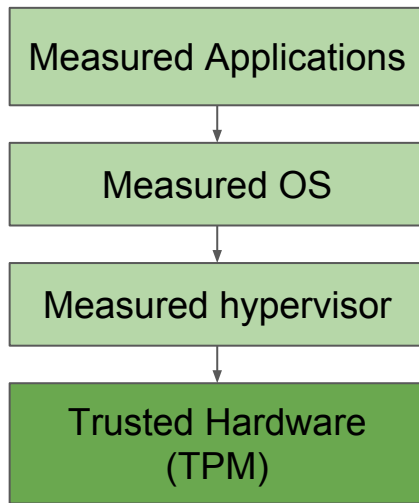 Measured Applications
Measured OS
Measured hypervisor
Trusted Hardware
(TPM)